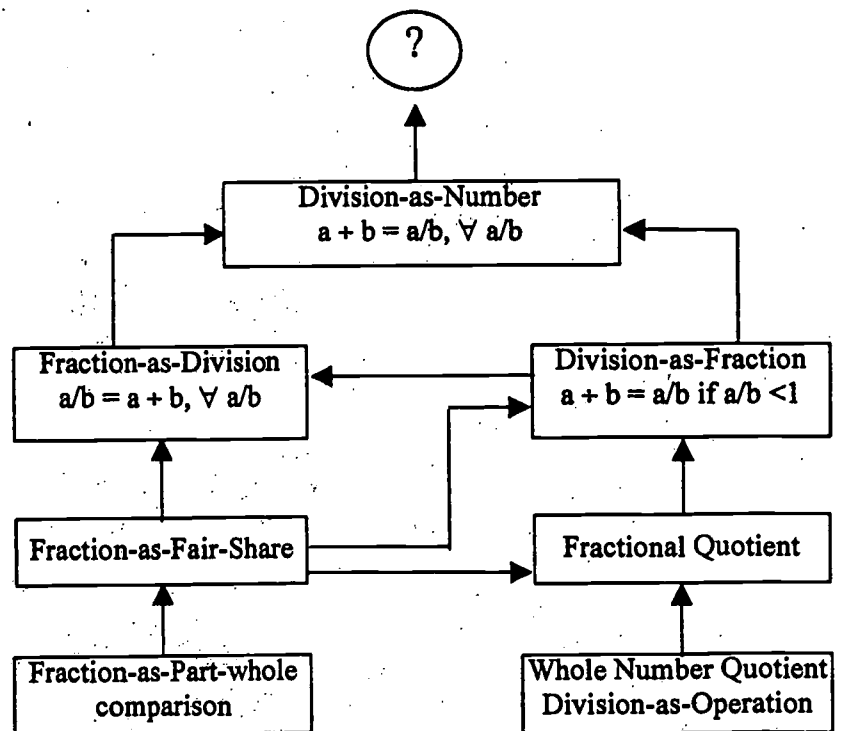 ?
Division-as-Number
a + b = a/b, ∀ a/b
Fraction-as-Division
a/b = a + b, ∀ a/b
Division-as-Fraction
a + b = a/b if a/b <1
Fraction-as-Fair-Share
Fractional Quotient
Fraction-as-Part-whole
comparison
Whole Number Quotient
Division-as-Operation